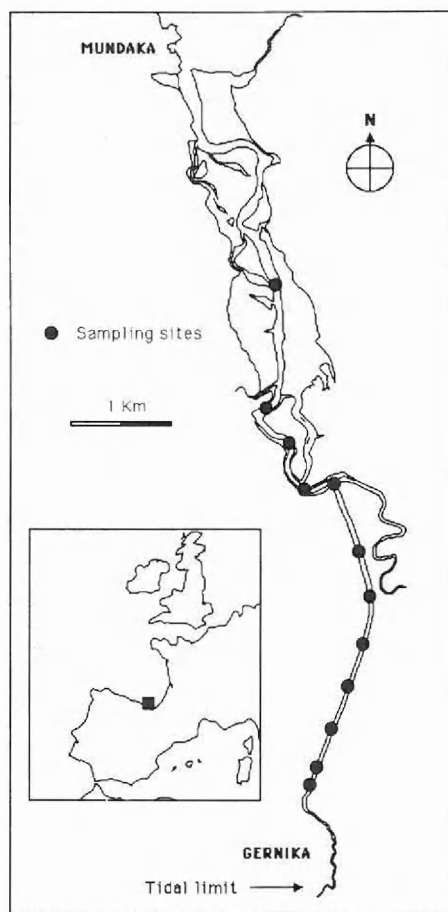 MUNDAKA
N
Sampling sites
1 Km
GERNIKA
Tidal limit